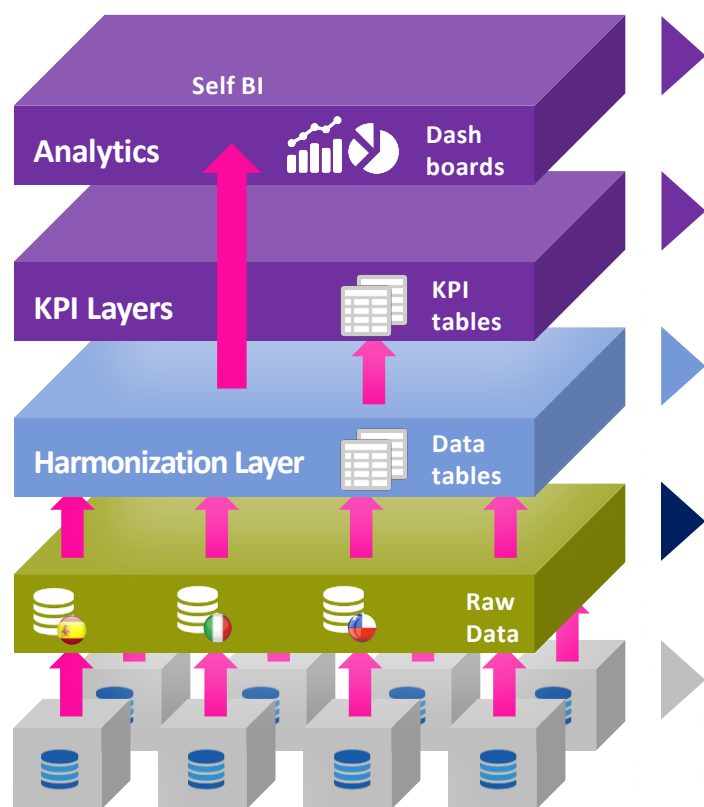 Self BI
Analytics
Dash
boards
KPI Layers
KPI
tables
Harmonization Layer
Data
tables
Raw
Data